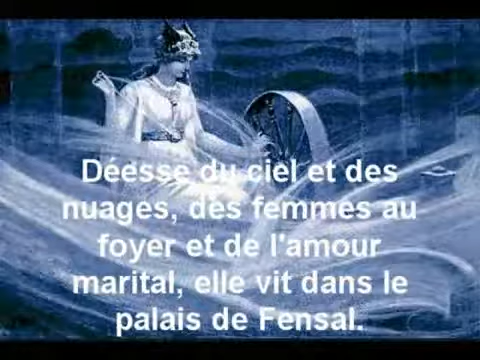 Déesse du ciel et des
nuages, des femmes au
foyer et de l'amour
marital, elle vit dans le
palais de Fensal.